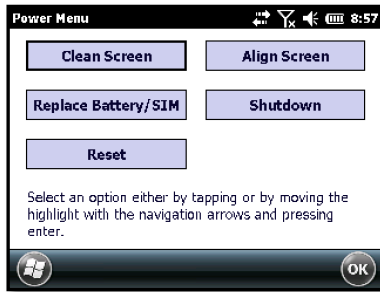 Power Menu 8:57
Clean Screen Align Screen
Replace Battery/SIM Shutdown
Reset
Select an option either by tapping or by moving the
highlight with the navigation arrows and pressing
enter.
OK